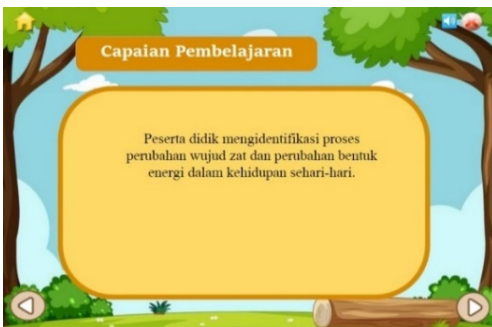 Capaian Pembelajaran
Peserta didik mengidentifikasi proses
perubahan wujud zat dan perubahan bentuk
energi dalam kehidupan sehari-hari.